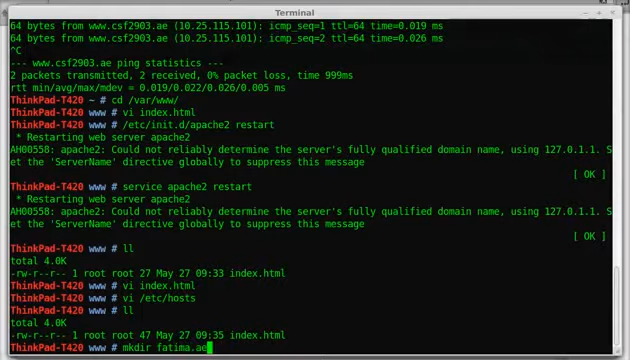 Terminal
64 bytes from www.csf2903.ae (10.25.115.101): icmp_seq=1 ttl=64 time=0.019 ms
64 bytes from www.csf2903.ae (10.25.115.101): icmp_seq=2 ttl=64 time=0.026 ms
^C
--- www.csf2903.ae ping statistics ---
2 packets transmitted, 2 received, 0% packet loss, time 999ms
rtt min/avg/max/mdev = 0.019/0.022/0.026/0.005 ms
ThinkPad-T420 ~ # cd /var/www/
ThinkPad-T420 www # vi index.html
ThinkPad-T420 www # /etc/init.d/apache2 restart
* Restarting web server apache2
AH00558: apache2: Could not reliably determine the server's fully qualified domain name, using 127.0.1.1. S
et the 'ServerName' directive globally to suppress this message
[ OK ]
ThinkPad-T420 www # service apache2 restart
* Restarting web server apache2
AH00558: apache2: Could not reliably determine the server's fully qualified domain name, using 127.0.1.1. S
et the 'ServerName' directive globally to suppress this message
[ OK ]
ThinkPad-T420 www # ll
total 4.0K
-rw-r--r-- 1 root root 27 May 27 09:33 index.html
ThinkPad-T420 www # vi index.html
ThinkPad-T420 www # vi /etc/hosts
ThinkPad-T420 www # ll
total 4.0K
-rw-r--r-- 1 root root 47 May 27 09:35 index.html
ThinkPad-T420 www # mkdir fatima.ae